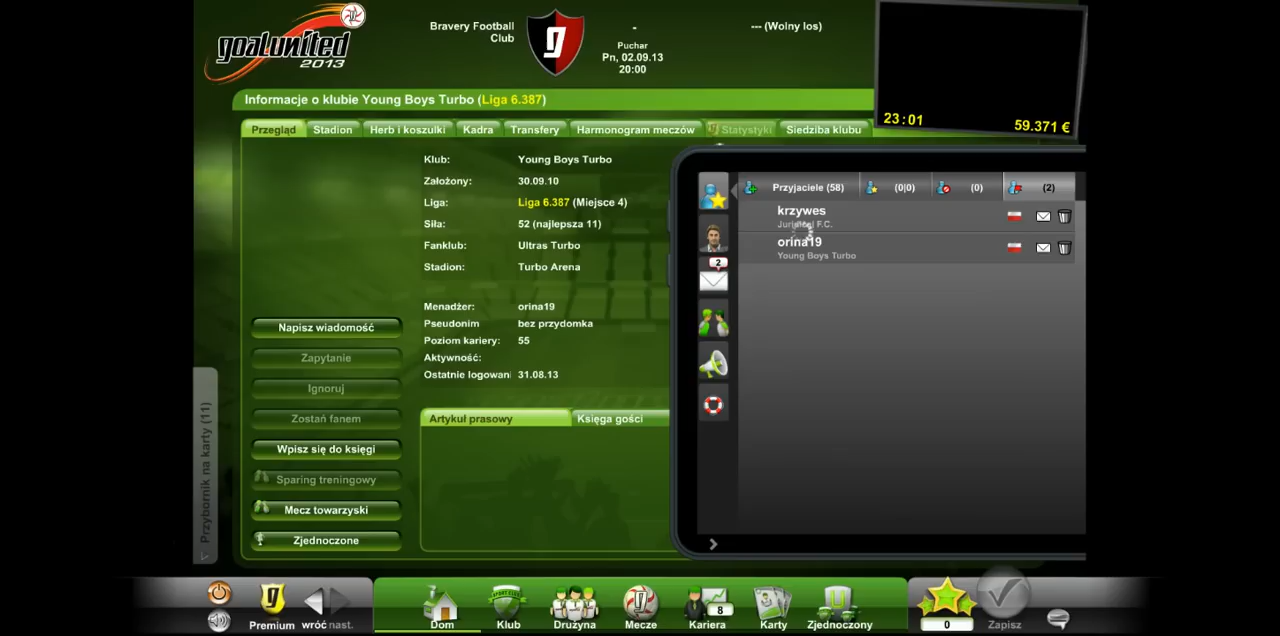 goalunited
2013
Bravery Football
Club
g
-
Puchar
Pn, 02.09.13
20:00
--- (Wolny los)
Informacje o klubie Young Boys Turbo (Liga 6.387)
23:01
59.371 €
Przegląd
Stadion
Herb i koszulki
Kadra
Transfery
Harmonogram meczów
Statystyki
Siedziba klubu
Klub: Young Boys Turbo
Założony: 30.09.10
Liga: Liga 6.387 (Miejsce 4)
Siła: 52 (najlepsza 11)
Fanklub: Ultras Turbo
Stadion: Turbo Arena
Menadżer: orina19
Pseudonim bez przydomka
Poziom kariery: 55
Aktywność:
Ostatnie logowani 31.08.13
Napisz wiadomość
Zapytanie
Ignoruj
Zostań fanem
Wpisz się do księgi
Sparing treningowy
Mecz towarzyski
Zjednoczone
Artykuł prasowy
Księga gości
Przybornik na karty (11)
Przyjaciele (58)
(0|0)
(0)
(2)
krzywes
F.C.
orina19
Young Boys Turbo
2
Premium
wróć
nast.
Dom
Klub
Drużyna
Mecze
8
Kariera
Karty
Zjednoczony
0
Zapisz